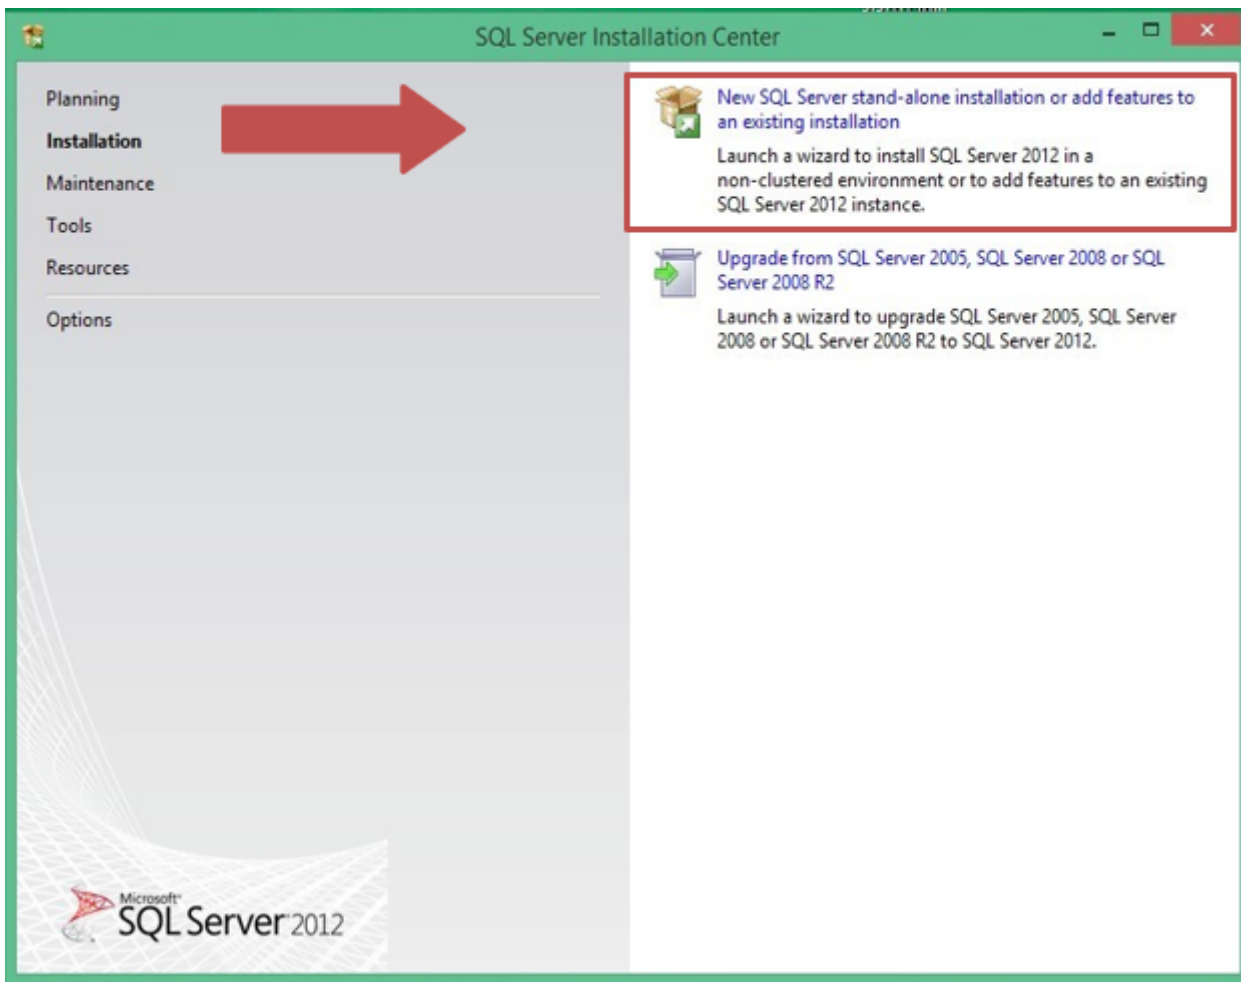 SQL Server Installation Center
Planning
Installation
Maintenance
Tools
Resources
Options
New SQL Server stand-alone installation or add features to
an existing installation
Launch a wizard to install SQL Server 2012 in a
non-clustered environment or to add features to an existing
SQL Server 2012 instance.
Upgrade from SQL Server 2005, SQL Server 2008 or SQL
Server 2008 R2
Launch a wizard to upgrade SQL Server 2005, SQL Server
2008 or SQL Server 2008 R2 to SQL Server 2012.
Microsoft
SQL Server 2012